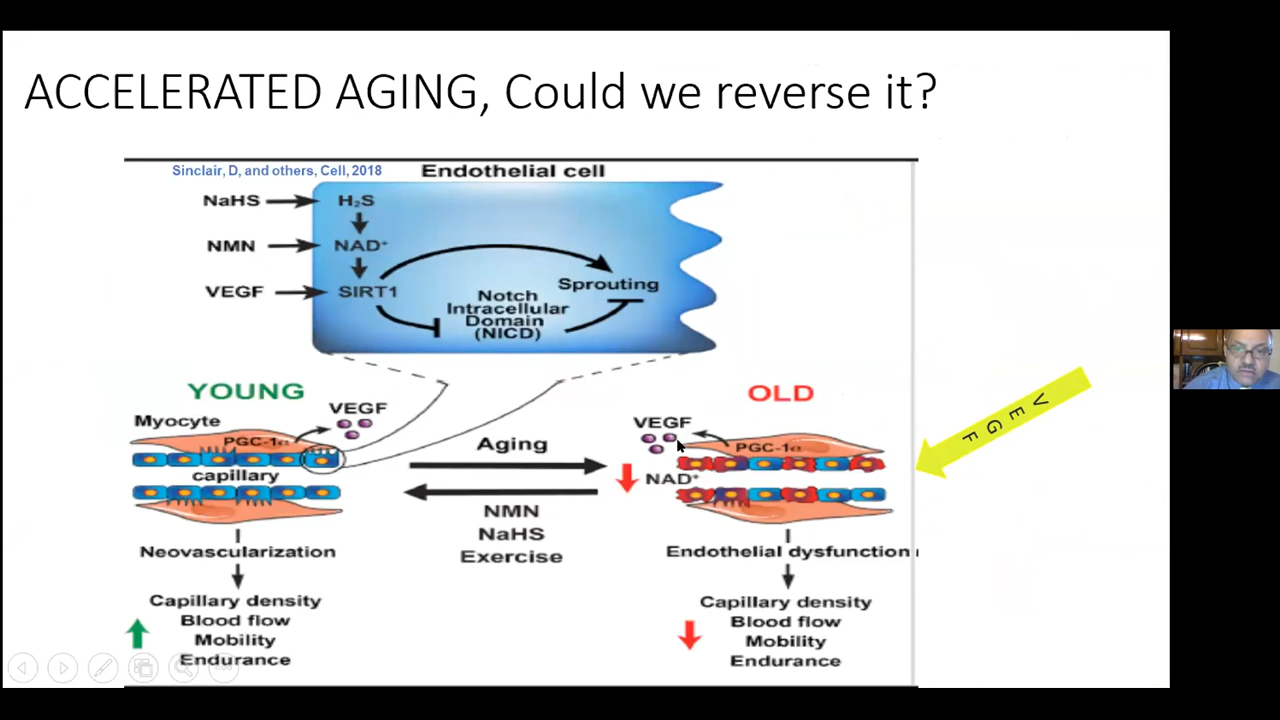 ACCELERATED AGING, Could we reverse it?
Sinclair, D, and others, Cell, 2018
Endothelial cell
NaHS
H₂S
NMN
NAD⁺
VEGF
SIRT1
Sprouting
Notch
Intracellular
Domain
(NICD)
YOUNG
OLD
Myocyte
VEGF
PGC-1α
capillary
Aging
NMN
NaHS
Exercise
VEGF
PGC-1α
NAD⁺
VEGF
Neovascularization
Capillary density
Blood flow
Mobility
Endurance
Endothelial dysfunction
Capillary density
Blood flow
Mobility
Endurance